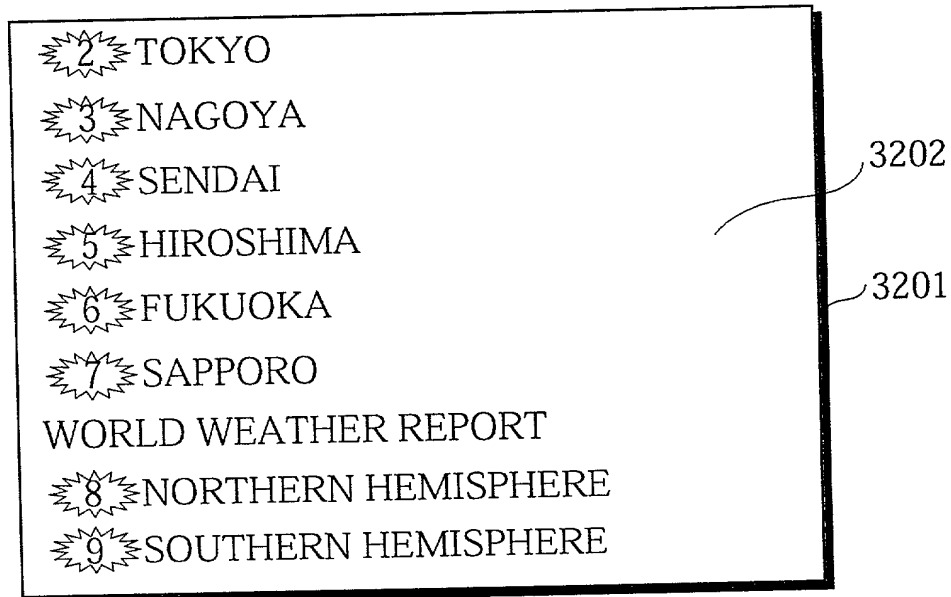 2 TOKYO
3 NAGOYA
4 SENDAI
5 HIROSHIMA
6 FUKUOKA
7 SAPPORO
WORLD WEATHER REPORT
8 NORTHERN HEMISPHERE
9 SOUTHERN HEMISPHERE
3202
3201